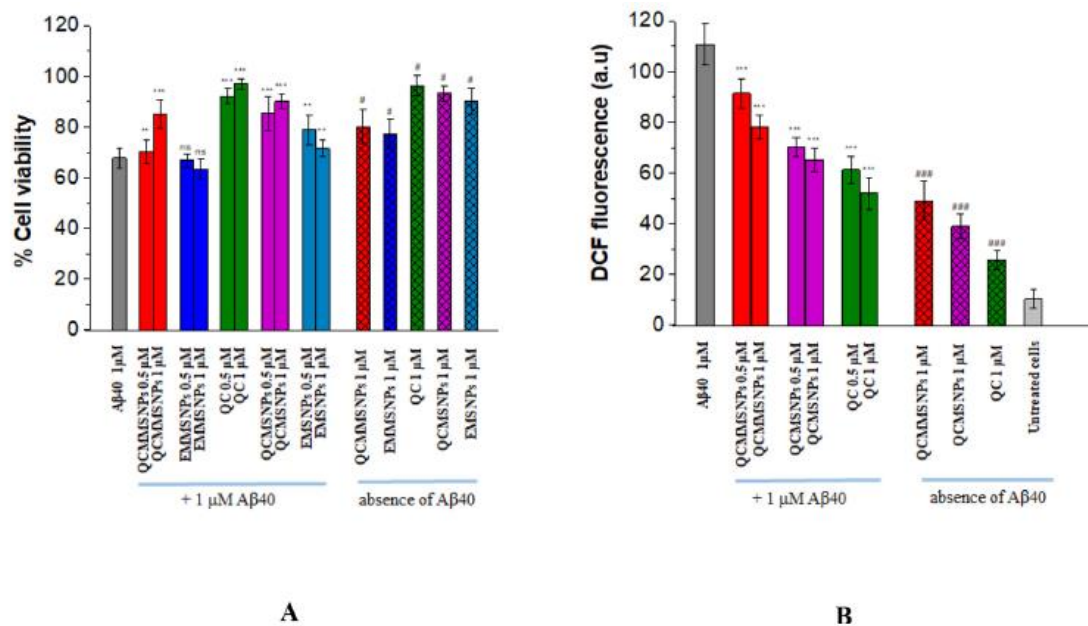 120
100
80
60
40
20
0
% Cell viability
ns
ns
**
***
***
***
***
***
**
**
#
#
#
#
#
Aβ40 1μM
QCMMSNPs 0.5 μM
QCMMSNPs 1 μM
EMMSNPs 0.5 μM
EMMSNPs 1 μM
QC 0.5 μM
QC 1 μM
QCMSNPs 0.5 μM
QCMSNPs 1 μM
EMSNPs 0.5 μM
EMSNPs 1 μM
QCMMSNPs 1 μM
EMMSNPs 1 μM
QC 1 μM
QCMSNPs 1 μM
EMSNPs 1 μM
+ 1 μM Aβ40
absence of Aβ40
A
120
100
80
60
40
20
0
DCF fluorescence (a.u)
***
***
***
***
***
***
###
###
###
Aβ40 1μM
QCMMSNPs 0.5 μM
QCMMSNPs 1 μM
QCMSNPs 0.5 μM
QCMSNPs 1 μM
QC 0.5 μM
QC 1 μM
QCMMSNPs 1 μM
QCMSNPs 1 μM
QC 1 μM
Untreated cells
+ 1 μM Aβ40
absence of Aβ40
B